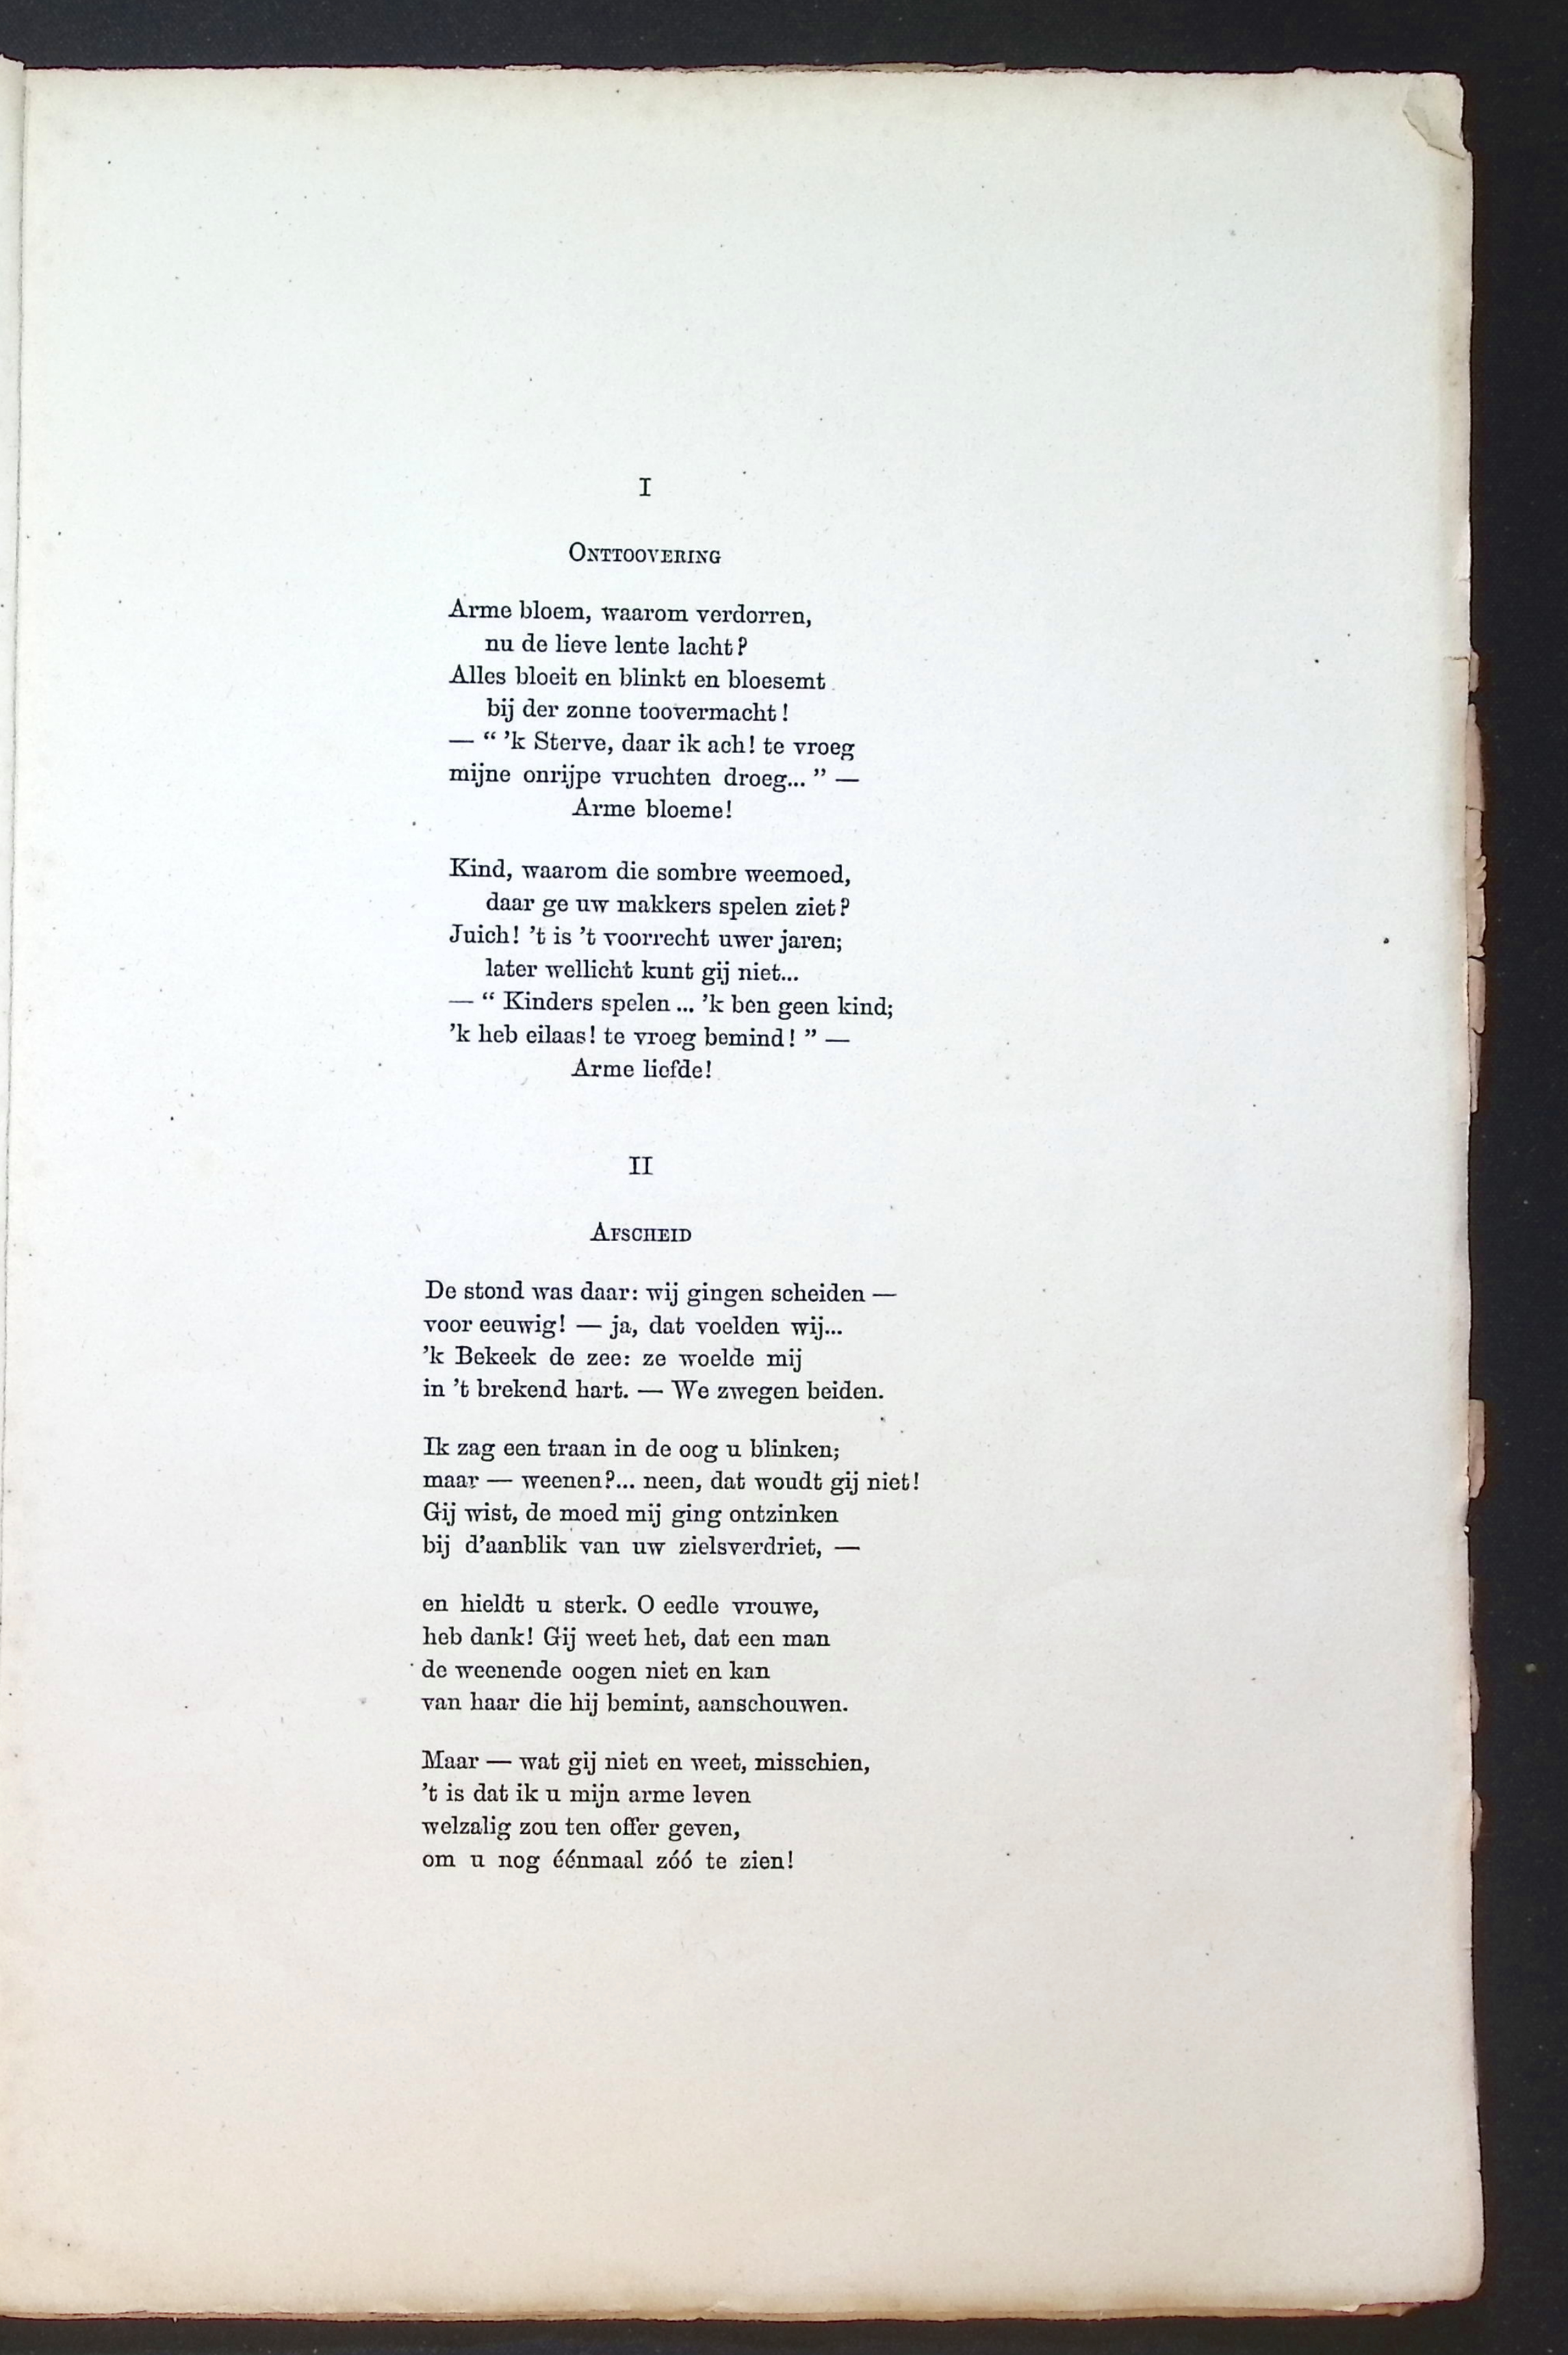 I
Onttoovering
Arme bloem, waarom verdorren,
nu de lieve lente lacht?
Alles bloeit en blinkt en bloesemt
bij der zonne toovermacht!
— “ ’k Sterve, daar ik ach! te vroeg
mijne onrijpe vruchten droeg... ” —
Arme bloeme!
Kind, waarom die sombre weemoed,
daar ge uw makkers spelen ziet?
Juich! ’t is ’t voorrecht uwer jaren;
later wellicht kunt gij niet...
— “ Kinders spelen ... ’k ben geen kind;
’k heb eilaas! te vroeg bemind! ” —
Arme liefde!
II
Afscheid
De stond was daar: wij gingen scheiden —
voor eeuwig! — ja, dat voelden wij...
’k Bekeek de zee: ze woelde mij
in ’t brekend hart. — We zwegen beiden.
Ik zag een traan in de oog u blinken;
maar — weenen?... neen, dat woudt gij niet!
Gij wist, de moed mij ging ontzinken
bij d’aanblik van uw zielsverdriet, —
en hieldt u sterk. O eedle vrouwe,
heb dank! Gij weet het, dat een man
de weenende oogen niet en kan
van haar die hij bemint, aanschouwen.
Maar — wat gij niet en weet, misschien,
’t is dat ik u mijn arme leven
welzalig zou ten offer geven,
om u nog éénmaal zóó te zien!